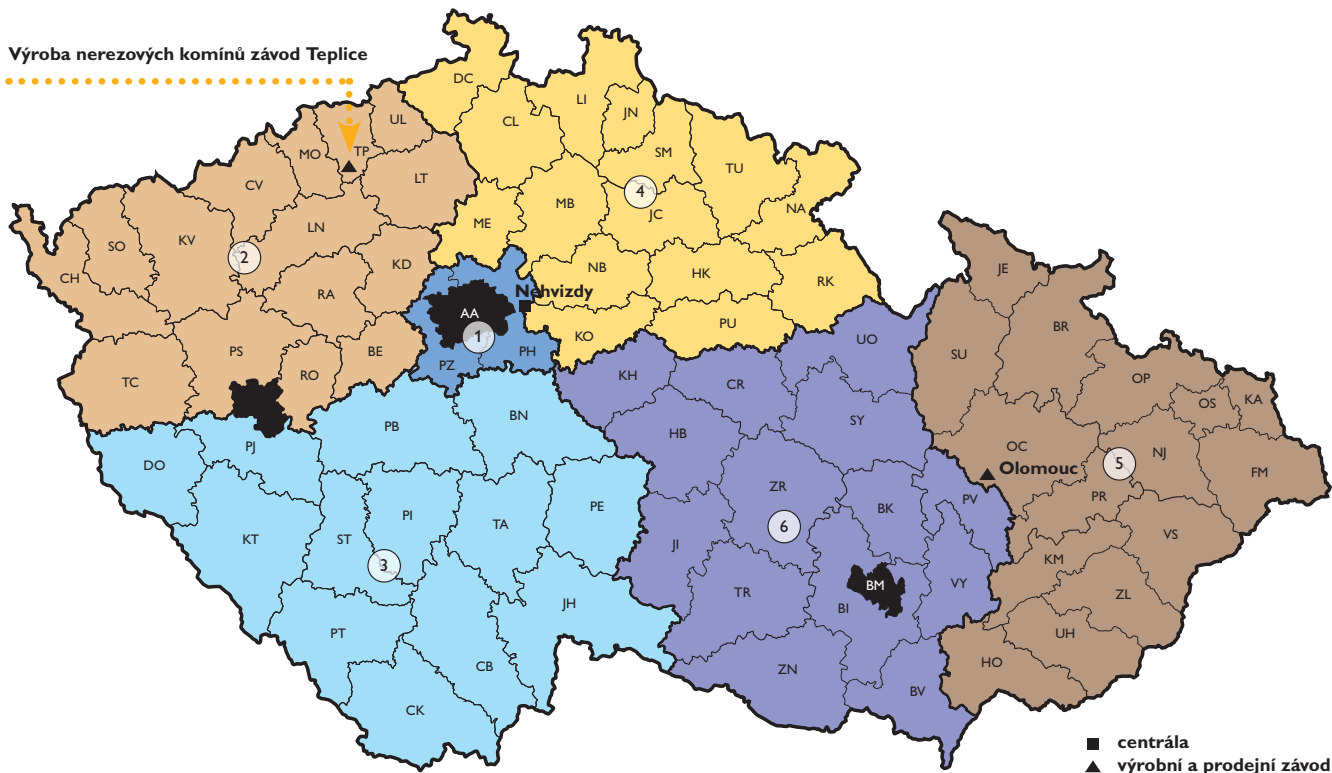 Výroba nerezových komínů závod Teplice
DC
LI
JN
CL
UL
TP
MO
SM
TU
LT
CV
4
MB
JC
NA
ME
LN
SO
KV
2
KD
NB
HK
CH
RA
RK
JE
Nehvizdy
AA
1
PU
BR
KO
UO
PS
BE
PH
SU
PZ
RO
TC
KH
CR
OP
OS
KA
PB
BN
SY
HB
PJ
OC
NJ
DO
5
FM
Olomouc
ZR
PR
PV
PI
TA
PE
BK
6
KT
ST
JI
VS
3
KM
BM
VY
TR
ZL
JH
BI
PT
UH
HO
CB
ZN
BV
CK
centrála
výrobní a prodejní závod